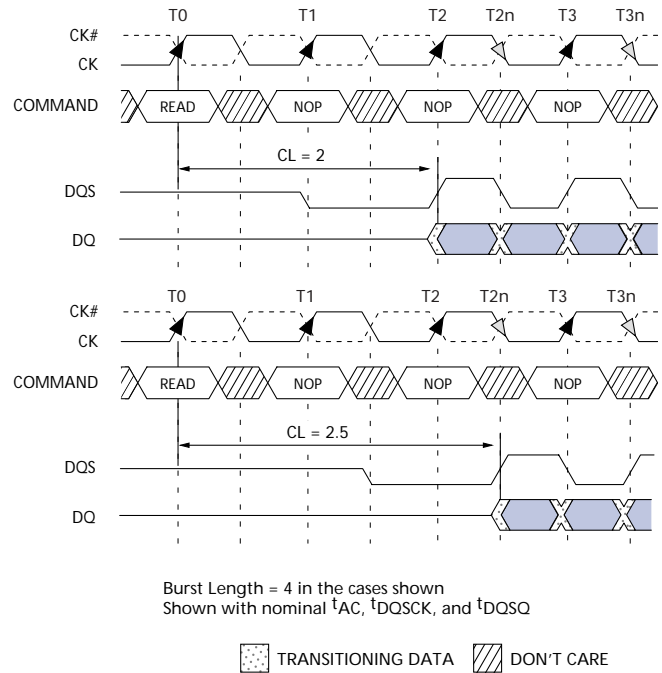 T0 T1 T2 T2n T3 T3n
CK#
CK
COMMAND READ NOP NOP NOP
CL = 2
DQS
DQ
T0 T1 T2 T2n T3 T3n
CK#
CK
COMMAND READ NOP NOP NOP
CL = 2.5
DQS
DQ
Burst Length = 4 in the cases shown
Shown with nominal tAC, tDQSCK, and tDQSQ
TRANSITIONING DATA DON'T CARE